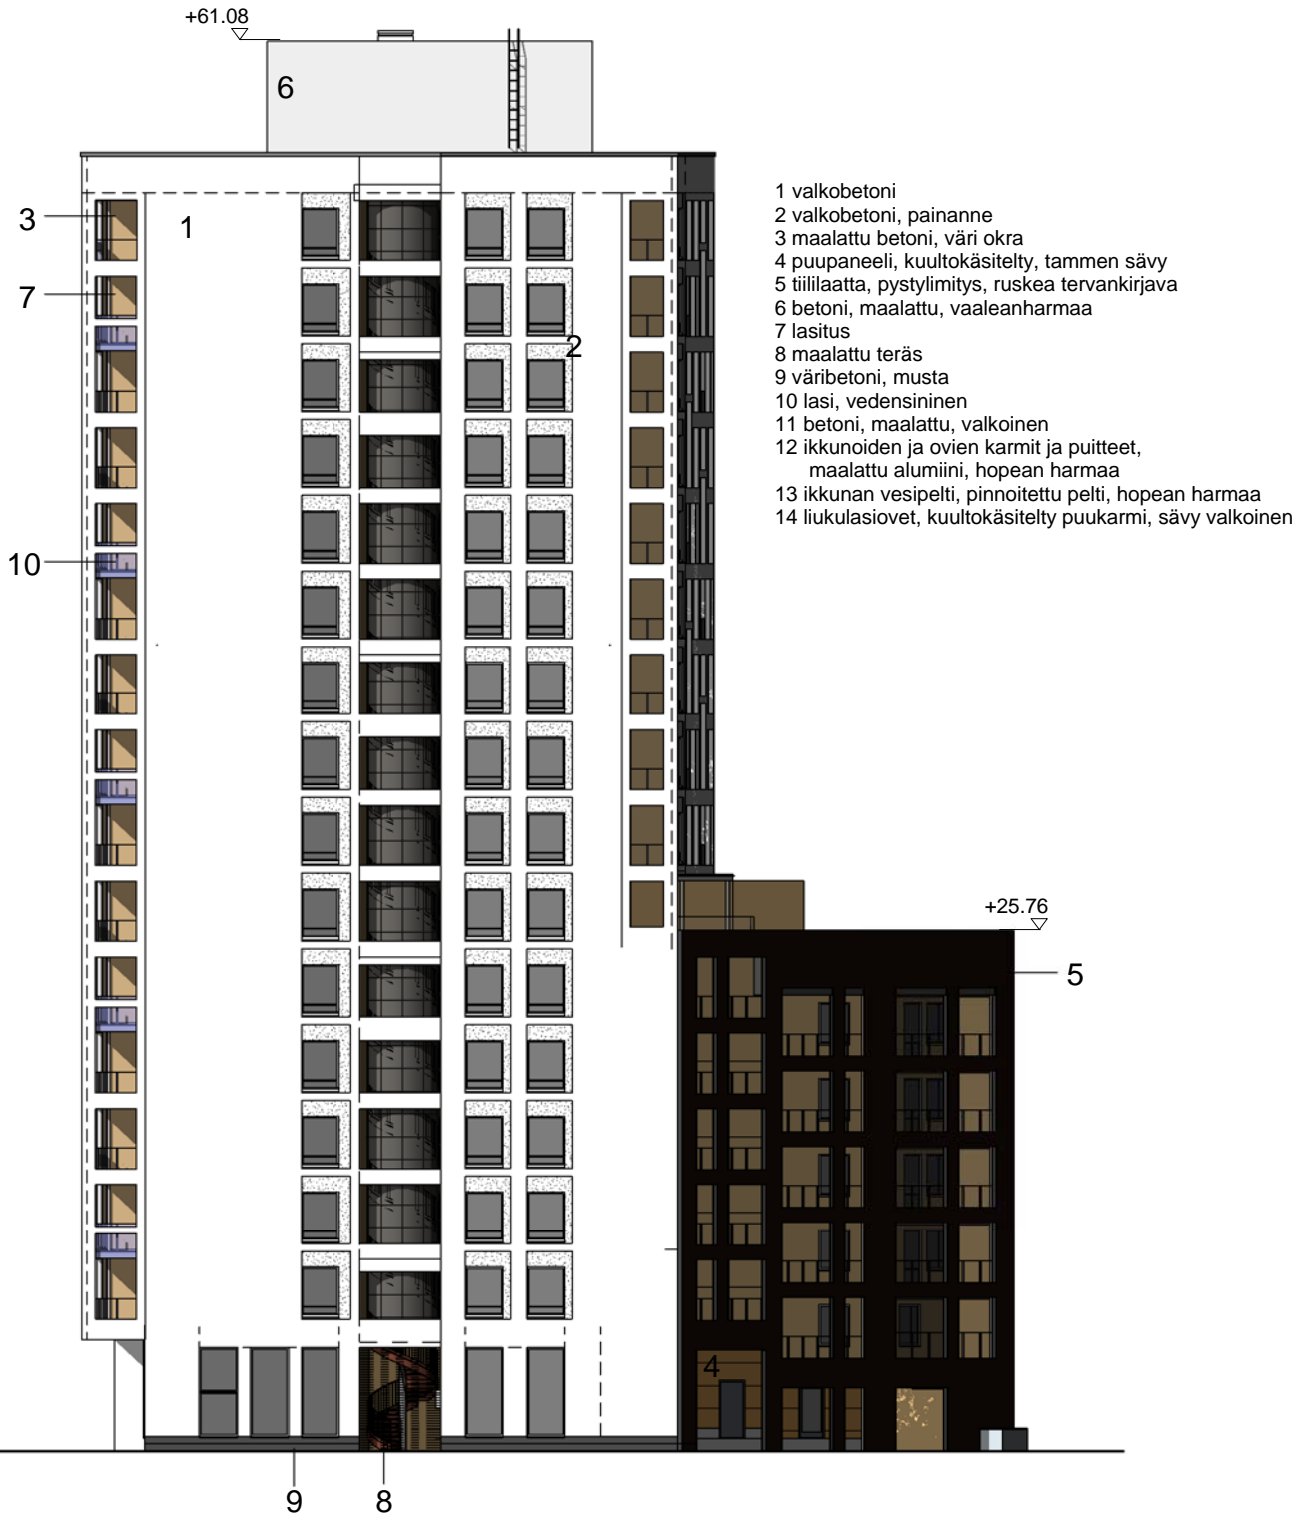 +61.08
6
1 valkobetoni
2 valkobetoni, painanne
3 maalattu betoni, väri okra
4 puupaneeli, kuultokäsitelty, tammen sävy
5 tiililaatta, pystylimitys, ruskea tervankirjava
6 betoni, maalattu, vaaleanharmaa
7 lasitus
8 maalattu teräs
9 väribetoni, musta
10 lasi, vedensininen
11 betoni, maalattu, valkoinen
12 ikkunoiden ja ovien karmit ja puitteet,
maalattu alumiini, hopean harmaa
13 ikkunan vesipelti, pinnoitettu pelti, hopean harmaa
14 liukulasiovet, kuultokäsitelty puukarmi, sävy valkoinen
3
1
7
2
10
+25.76
5
4
9
8